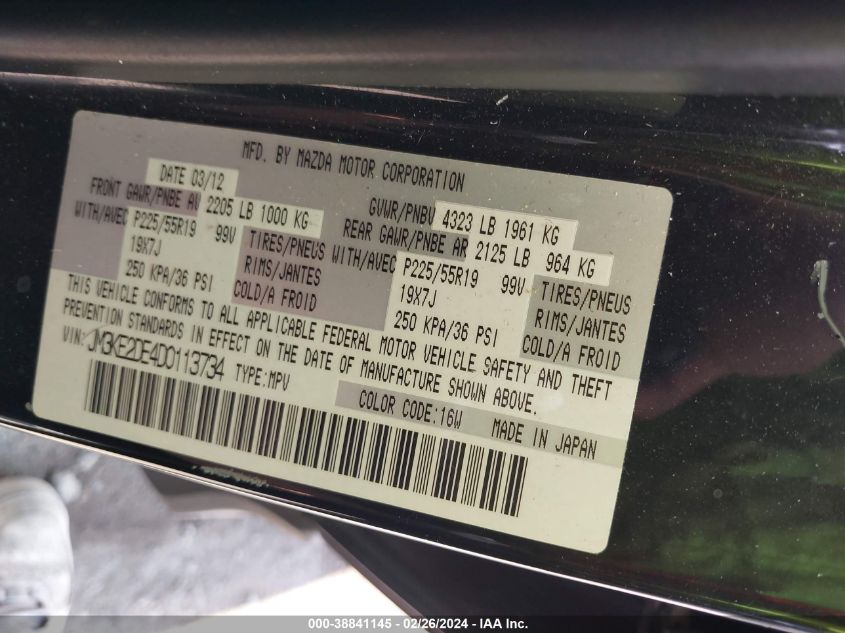 MFD. BY MAZDA MOTOR CORPORATION
DATE 03/12
GVWR/PNBV 4323 LB 1961 KG
FRONT GAWR/PNBE AV 2205 LB 1000 KG
REAR GAWR/PNBE AR 2125 LB 964 KG
WITH/AVEC P225/55R19 99V TIRES/PNEUS
19X7J RIMS/JANTES
250 KPA/36 PSI COLD/A FROID
WITH/AVEC P225/55R19 99V TIRES/PNEUS
19X7J RIMS/JANTES
250 KPA/36 PSI COLD/A FROID
THIS VEHICLE CONFORMS TO ALL APPLICABLE FEDERAL MOTOR VEHICLE SAFETY AND THEFT
PREVENTION STANDARDS IN EFFECT ON THE DATE OF MANUFACTURE SHOWN ABOVE.
VIN: JM3KE2DE4D0113734 TYPE:MPV
COLOR CODE:16W MADE IN JAPAN
000-38841145 - 02/26/2024 - IAA Inc.